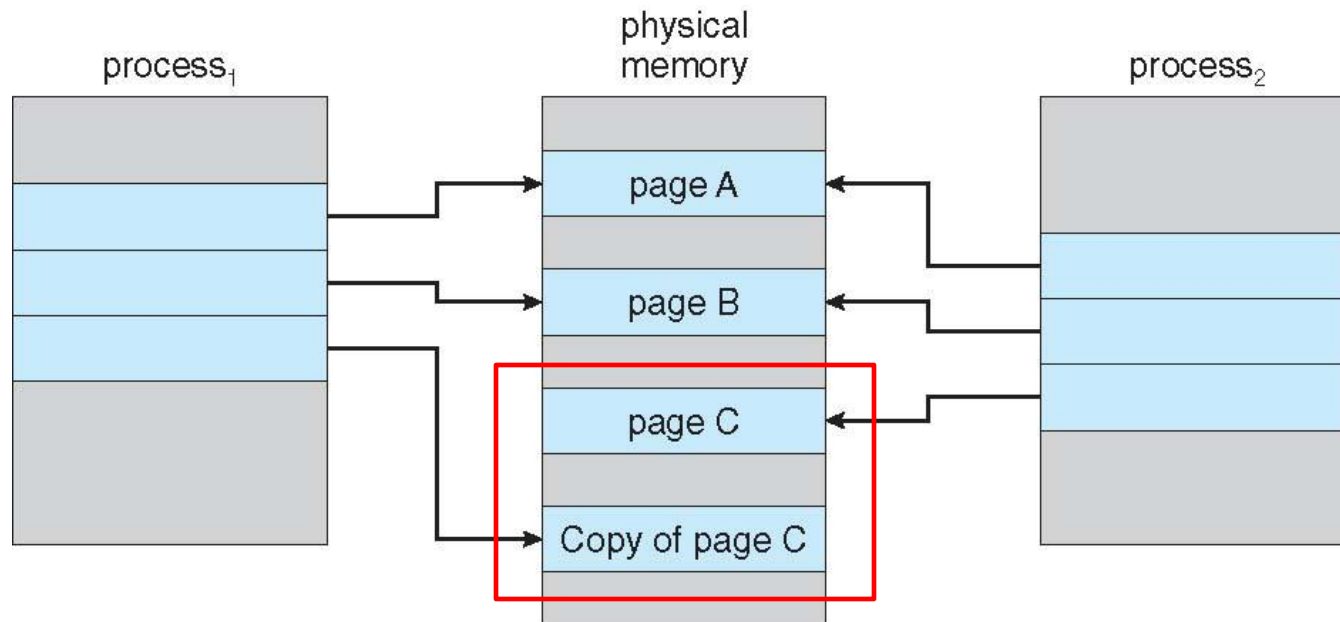 process₁
physical
memory
process₂
page A
page B
page C
Copy of page C